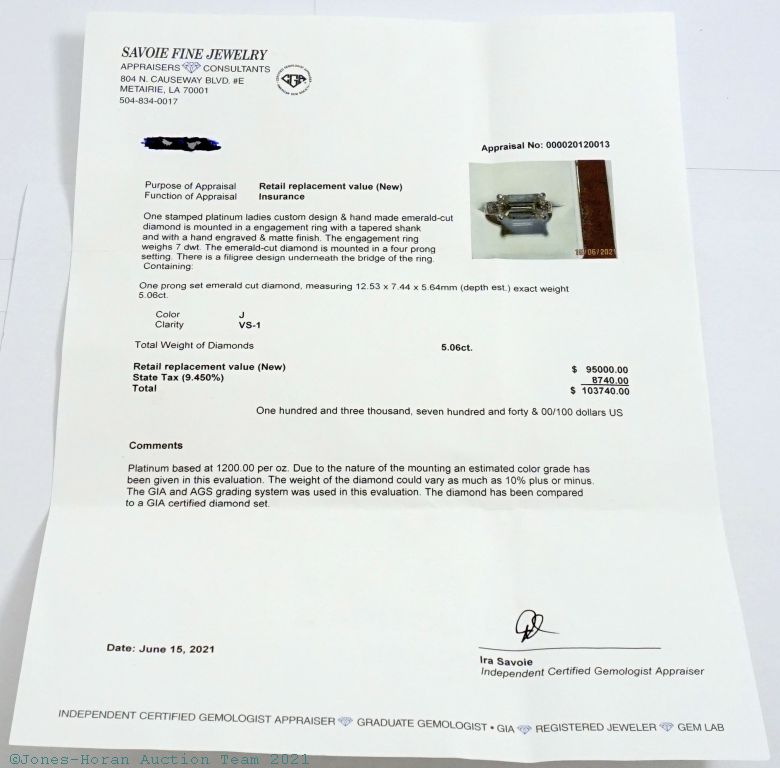 SAVOIE FINE JEWELRY
APPRAISERS CONSULTANTS
804 N. CAUSEWAY BLVD. #E
METAIRIE, LA 70001
504-834-0017
CGA
Appraisal No: 000020120013
Purpose of Appraisal Retail replacement value (New)
Function of Appraisal Insurance
One stamped platinum ladies custom design & hand made emerald-cut
diamond is mounted in a engagement ring with a tapered shank
and with a hand engraved & matte finish. The engagement ring
weighs 7 dwt. The emerald-cut diamond is mounted in a four prong
setting. There is a filigree design underneath the bridge of the ring.
Containing:
One prong set emerald cut diamond, measuring 12.53 x 7.44 x 5.64mm (depth est.) exact weight
5.06ct.
Color J
Clarity VS-1
Total Weight of Diamonds 5.06ct.
Retail replacement value (New) $ 95000.00
State Tax (9.450%) 8740.00
Total $ 103740.00
One hundred and three thousand, seven hundred and forty & 00/100 dollars US
Comments
Platinum based at 1200.00 per oz. Due to the nature of the mounting an estimated color grade has
been given in this evaluation. The weight of the diamond could vary as much as 10% plus or minus.
The GIA and AGS grading system was used in this evaluation. The diamond has been compared
to a GIA certified diamond set.
Date: June 15, 2021
Ira Savoie
Independent Certified Gemologist Appraiser
INDEPENDENT CERTIFIED GEMOLOGIST APPRAISER GRADUATE GEMOLOGIST • GIA REGISTERED JEWELER GEM LAB
©Jones-Horan Auction Team 2021